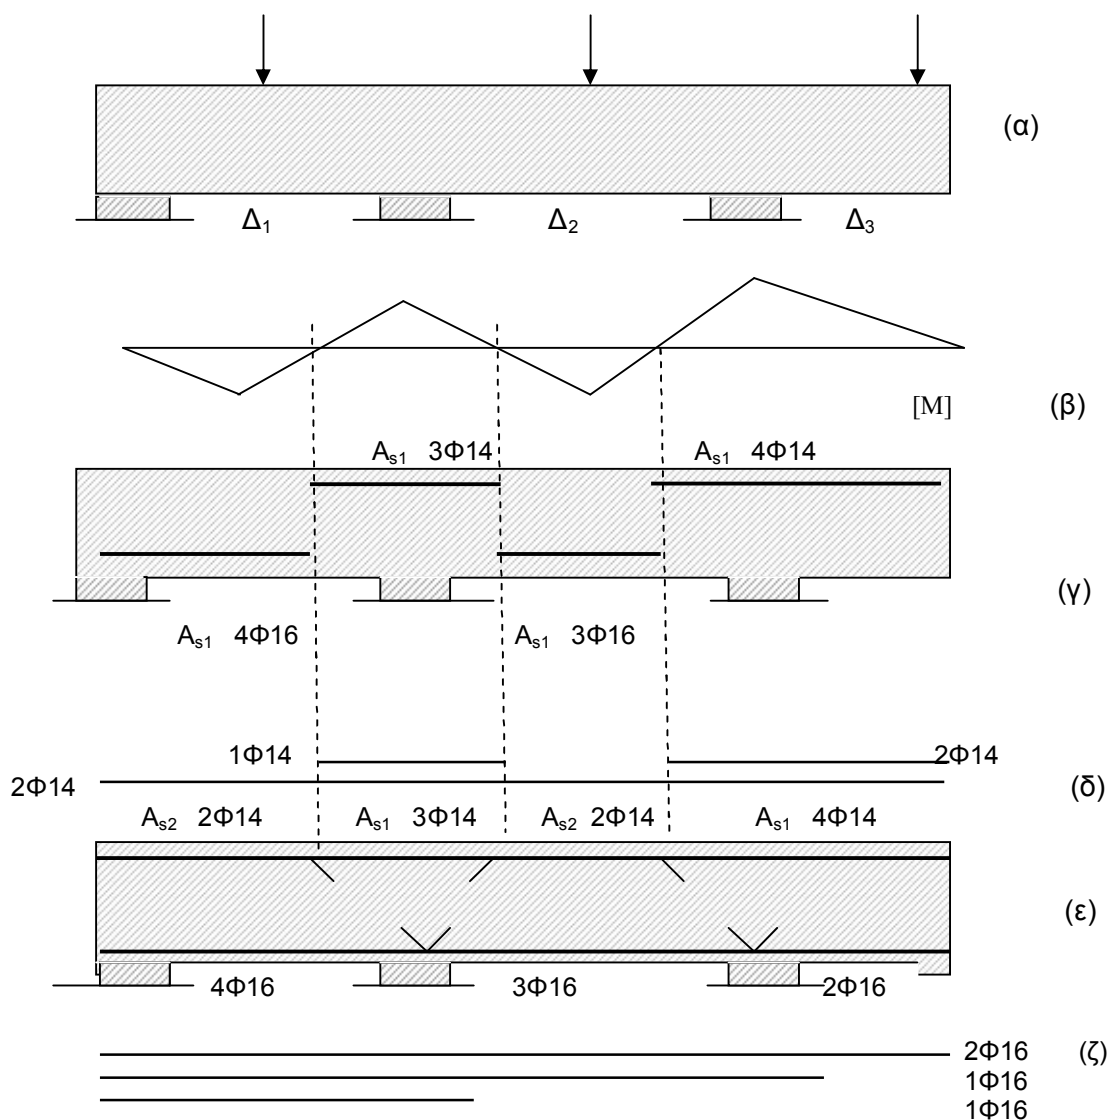 (α)
Δ1 Δ2 Δ3
[M] (β)
As1 3Φ14 As1 4Φ14
(γ)
As1 4Φ16 As1 3Φ16
1Φ14 2Φ14
2Φ14 (δ)
As2 2Φ14 As1 3Φ14 As2 2Φ14 As1 4Φ14
(ε)
4Φ16 3Φ16 2Φ16
2Φ16 (ζ)
1Φ16
1Φ16